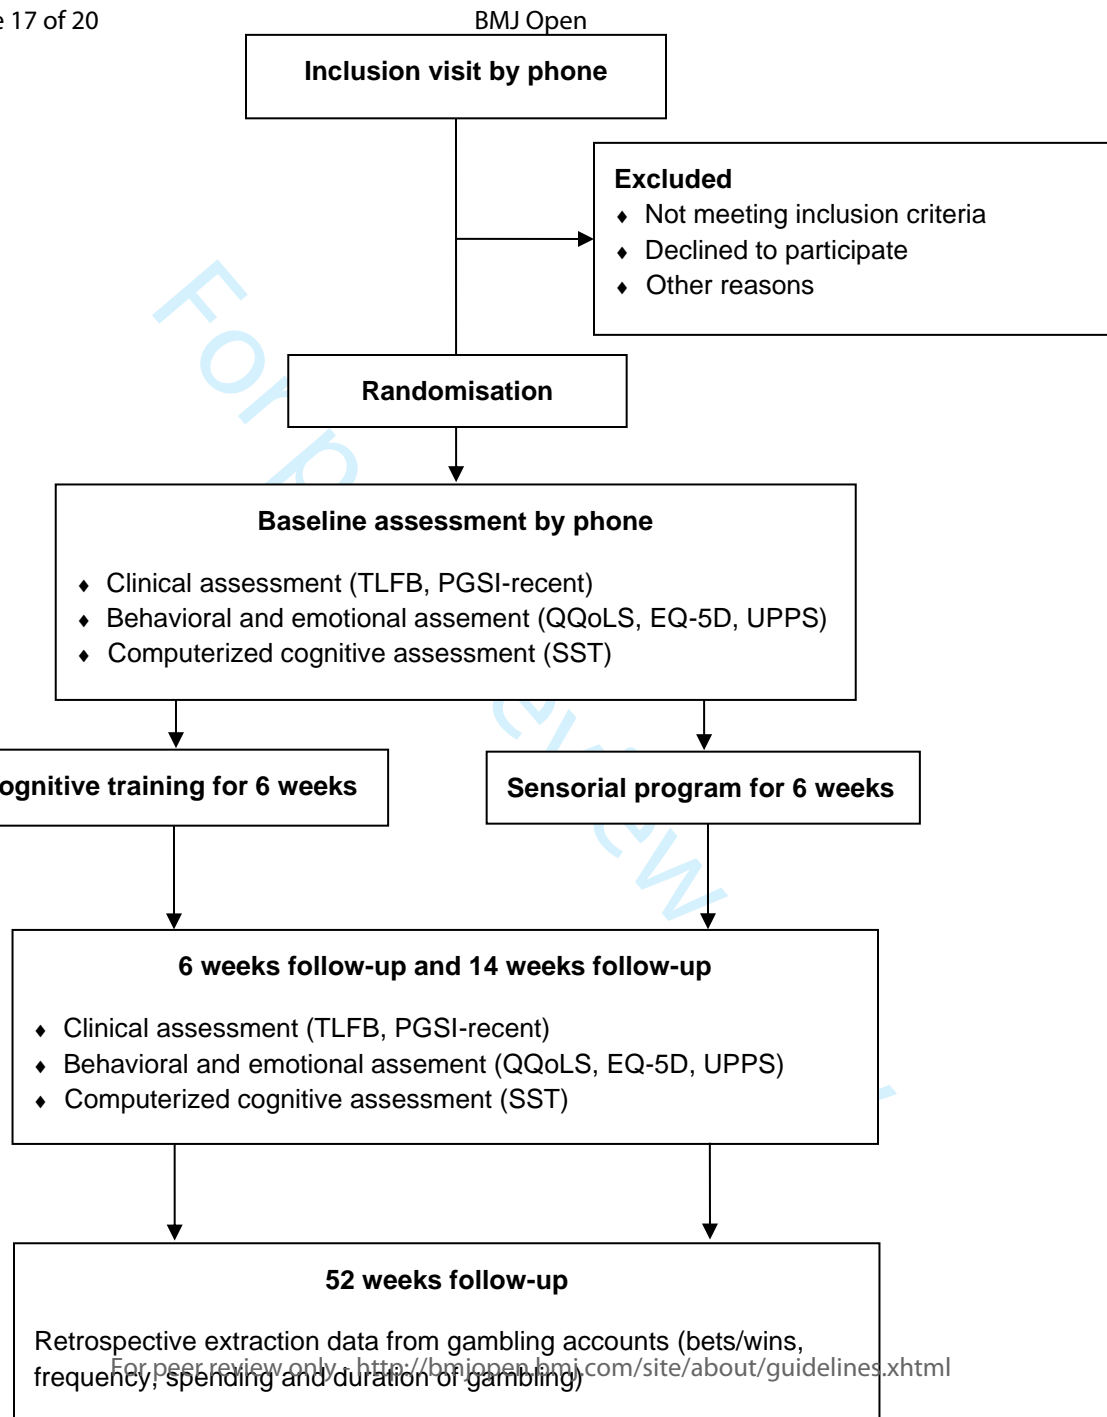 e 17 of 20
BMJ Open
Inclusion visit by phone
Excluded
♦ Not meeting inclusion criteria
♦ Declined to participate
♦ Other reasons
Randomisation
Baseline assessment by phone
♦ Clinical assessment (TLFB, PGSI-recent)
♦ Behavioral and emotional assement (QQoLS, EQ-5D, UPPS)
♦ Computerized cognitive assessment (SST)
ognitive training for 6 weeks
Sensorial program for 6 weeks
6 weeks follow-up and 14 weeks follow-up
♦ Clinical assessment (TLFB, PGSI-recent)
♦ Behavioral and emotional assement (QQoLS, EQ-5D, UPPS)
♦ Computerized cognitive assessment (SST)
52 weeks follow-up
Retrospective extraction data from gambling accounts (bets/wins,
frequency, spending and duration of gambling)
For peer review only - http://bmjopen.bmj.com/site/about/guidelines.xhtml